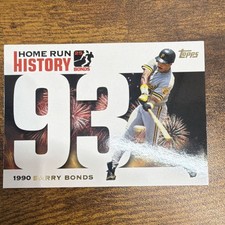 HOME RUN
HISTORY
BONDS
Topps
93
1990 BARRY BONDS